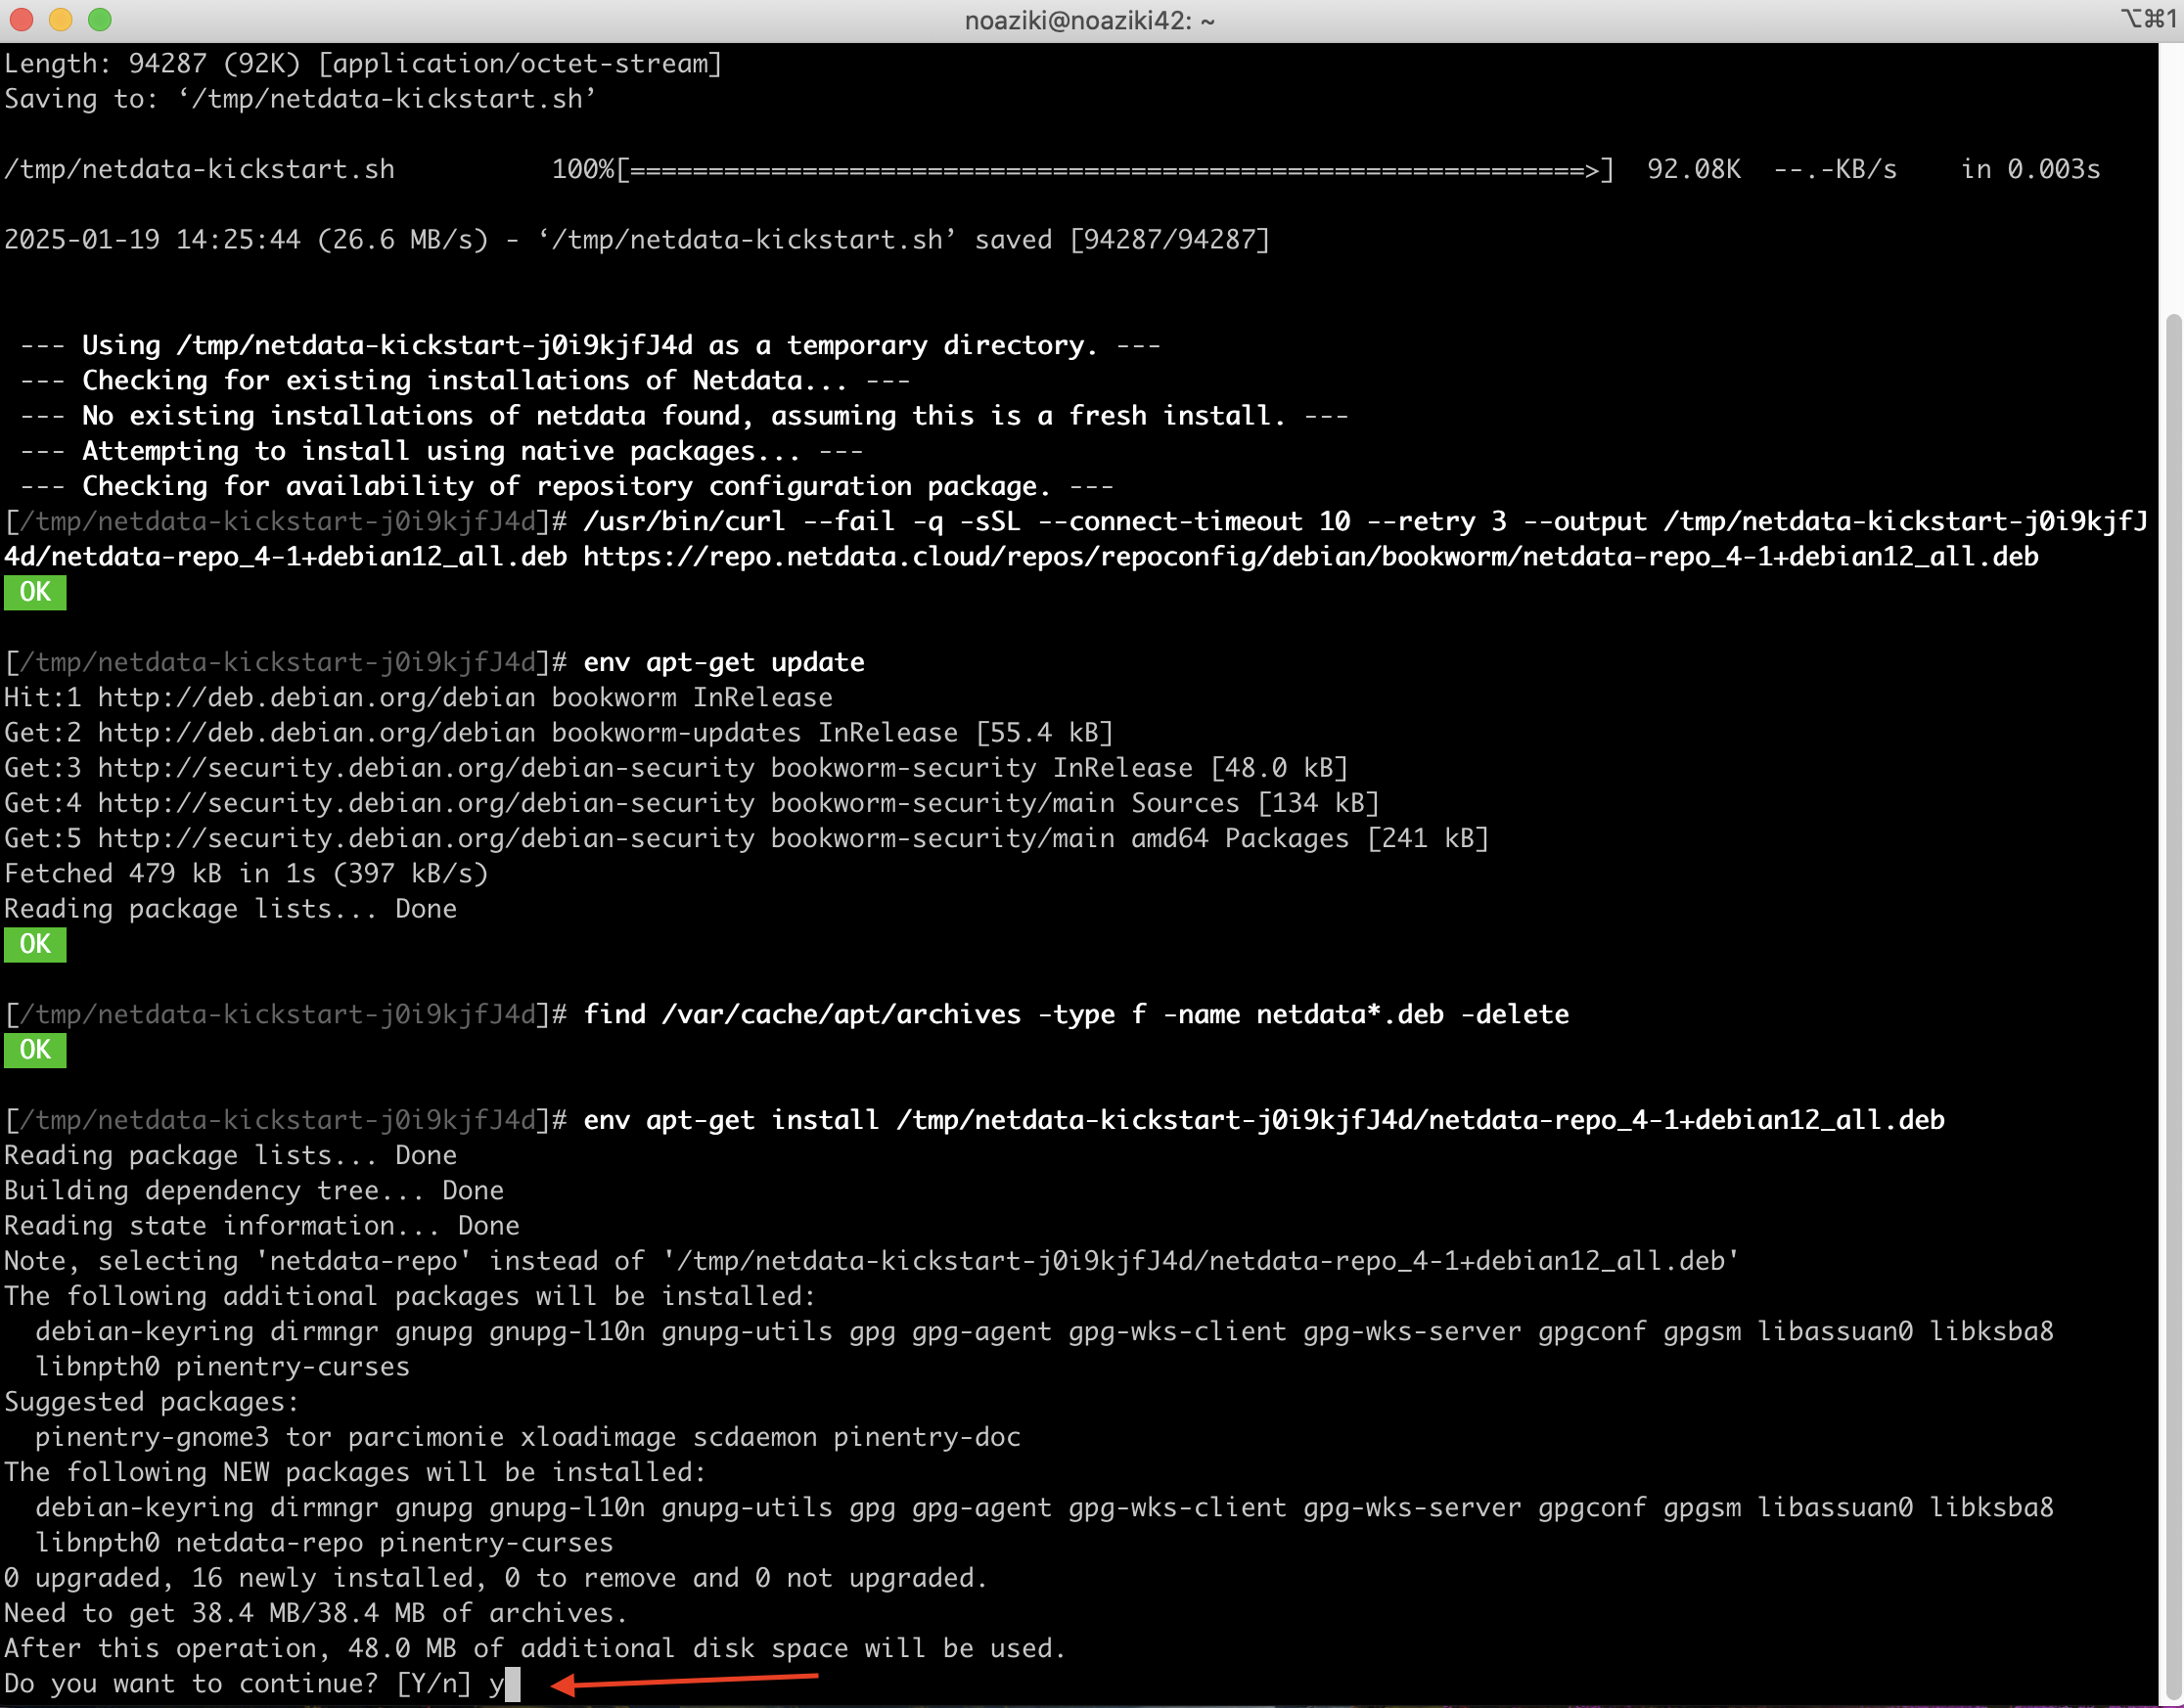 noaziki@noaziki42: ~
⌥⌘1
Length: 94287 (92K) [application/octet-stream]
Saving to: ‘/tmp/netdata-kickstart.sh’
/tmp/netdata-kickstart.sh          100%[=============================================================>]  92.08K  --.-KB/s    in 0.003s
2025-01-19 14:25:44 (26.6 MB/s) - ‘/tmp/netdata-kickstart.sh’ saved [94287/94287]
 --- Using /tmp/netdata-kickstart-j0i9kjfJ4d as a temporary directory. ---
 --- Checking for existing installations of Netdata... ---
 --- No existing installations of netdata found, assuming this is a fresh install. ---
 --- Attempting to install using native packages... ---
 --- Checking for availability of repository configuration package. ---
[/tmp/netdata-kickstart-j0i9kjfJ4d]# /usr/bin/curl --fail -q -sSL --connect-timeout 10 --retry 3 --output /tmp/netdata-kickstart-j0i9kjfJ
4d/netdata-repo_4-1+debian12_all.deb https://repo.netdata.cloud/repos/repoconfig/debian/bookworm/netdata-repo_4-1+debian12_all.deb
 OK
[/tmp/netdata-kickstart-j0i9kjfJ4d]# env apt-get update
Hit:1 http://deb.debian.org/debian bookworm InRelease
Get:2 http://deb.debian.org/debian bookworm-updates InRelease [55.4 kB]
Get:3 http://security.debian.org/debian-security bookworm-security InRelease [48.0 kB]
Get:4 http://security.debian.org/debian-security bookworm-security/main Sources [134 kB]
Get:5 http://security.debian.org/debian-security bookworm-security/main amd64 Packages [241 kB]
Fetched 479 kB in 1s (397 kB/s)
Reading package lists... Done
 OK
[/tmp/netdata-kickstart-j0i9kjfJ4d]# find /var/cache/apt/archives -type f -name netdata*.deb -delete
 OK
[/tmp/netdata-kickstart-j0i9kjfJ4d]# env apt-get install /tmp/netdata-kickstart-j0i9kjfJ4d/netdata-repo_4-1+debian12_all.deb
Reading package lists... Done
Building dependency tree... Done
Reading state information... Done
Note, selecting 'netdata-repo' instead of '/tmp/netdata-kickstart-j0i9kjfJ4d/netdata-repo_4-1+debian12_all.deb'
The following additional packages will be installed:
  debian-keyring dirmngr gnupg gnupg-l10n gnupg-utils gpg gpg-agent gpg-wks-client gpg-wks-server gpgconf gpgsm libassuan0 libksba8
  libnpth0 pinentry-curses
Suggested packages:
  pinentry-gnome3 tor parcimonie xloadimage scdaemon pinentry-doc
The following NEW packages will be installed:
  debian-keyring dirmngr gnupg gnupg-l10n gnupg-utils gpg gpg-agent gpg-wks-client gpg-wks-server gpgconf gpgsm libassuan0 libksba8
  libnpth0 netdata-repo pinentry-curses
0 upgraded, 16 newly installed, 0 to remove and 0 not upgraded.
Need to get 38.4 MB/38.4 MB of archives.
After this operation, 48.0 MB of additional disk space will be used.
Do you want to continue? [Y/n] y